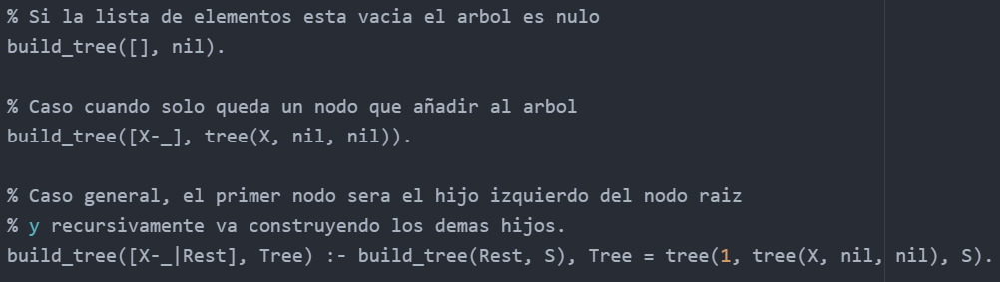 % Si la lista de elementos esta vacia el arbol es nulo
build_tree([], nil).
% Caso cuando solo queda un nodo que añadir al arbol
build_tree([X-_], tree(X, nil, nil)).
% Caso general, el primer nodo sera el hijo izquierdo del nodo raiz
% y recursivamente va construyendo los demas hijos.
build_tree([X-_|Rest], Tree) :- build_tree(Rest, S), Tree = tree(1, tree(X, nil, nil), S).